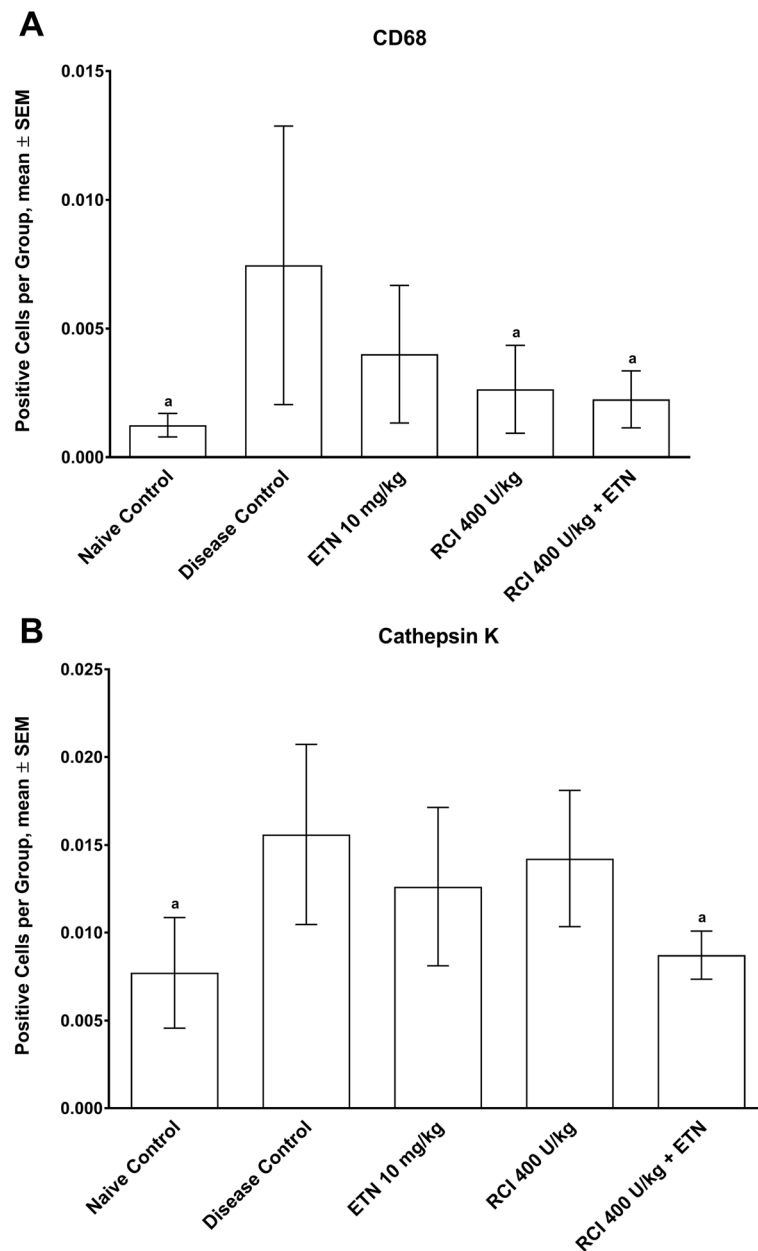 A
CD68
Positive Cells per Group, mean ± SEM
0.015
0.010
0.005
0.000
a
a
a
Naive Control
Disease Control
ETN 10 mg/kg
RCI 400 U/kg
RCI 400 U/kg + ETN
B
Cathepsin K
Positive Cells per Group, mean ± SEM
0.025
0.020
0.015
0.010
0.005
0.000
a
a
Naive Control
Disease Control
ETN 10 mg/kg
RCI 400 U/kg
RCI 400 U/kg + ETN